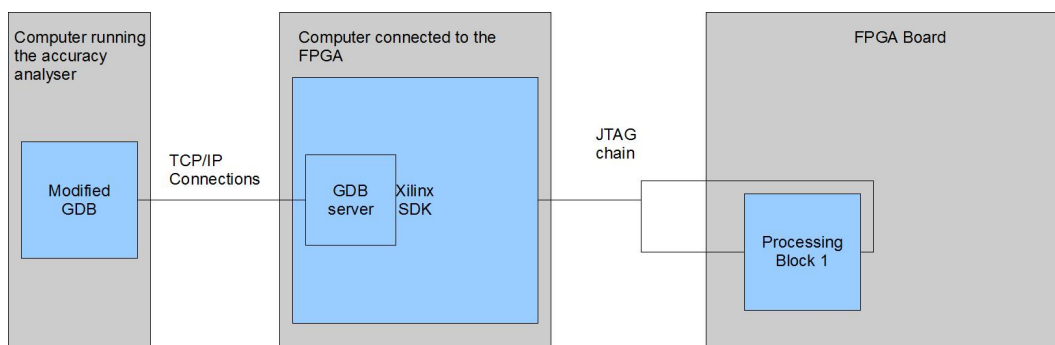 Computer running
the accuracy
analyser
Modified
GDB
TCP/IP
Connections
Computer connected to the
FPGA
GDB
server
Xilinx
SDK
JTAG
chain
FPGA Board
Processing
Block 1